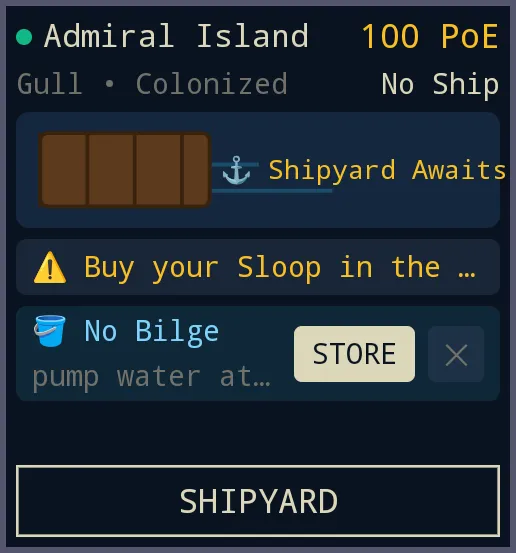 Admiral Island 100 PoE
Gull • Colonized No Ship
Shipyard Awaits
Buy your Sloop in the …
No Bilge
pump water at…
STORE
SHIPYARD